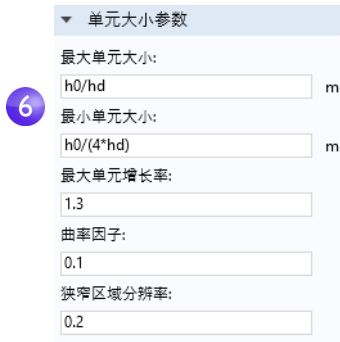 单元大小参数
最大单元大小:
h0/hd m
6
最小单元大小:
h0/(4*hd) m
最大单元增长率:
1.3
曲率因子:
0.1
狭窄区域分辨率:
0.2